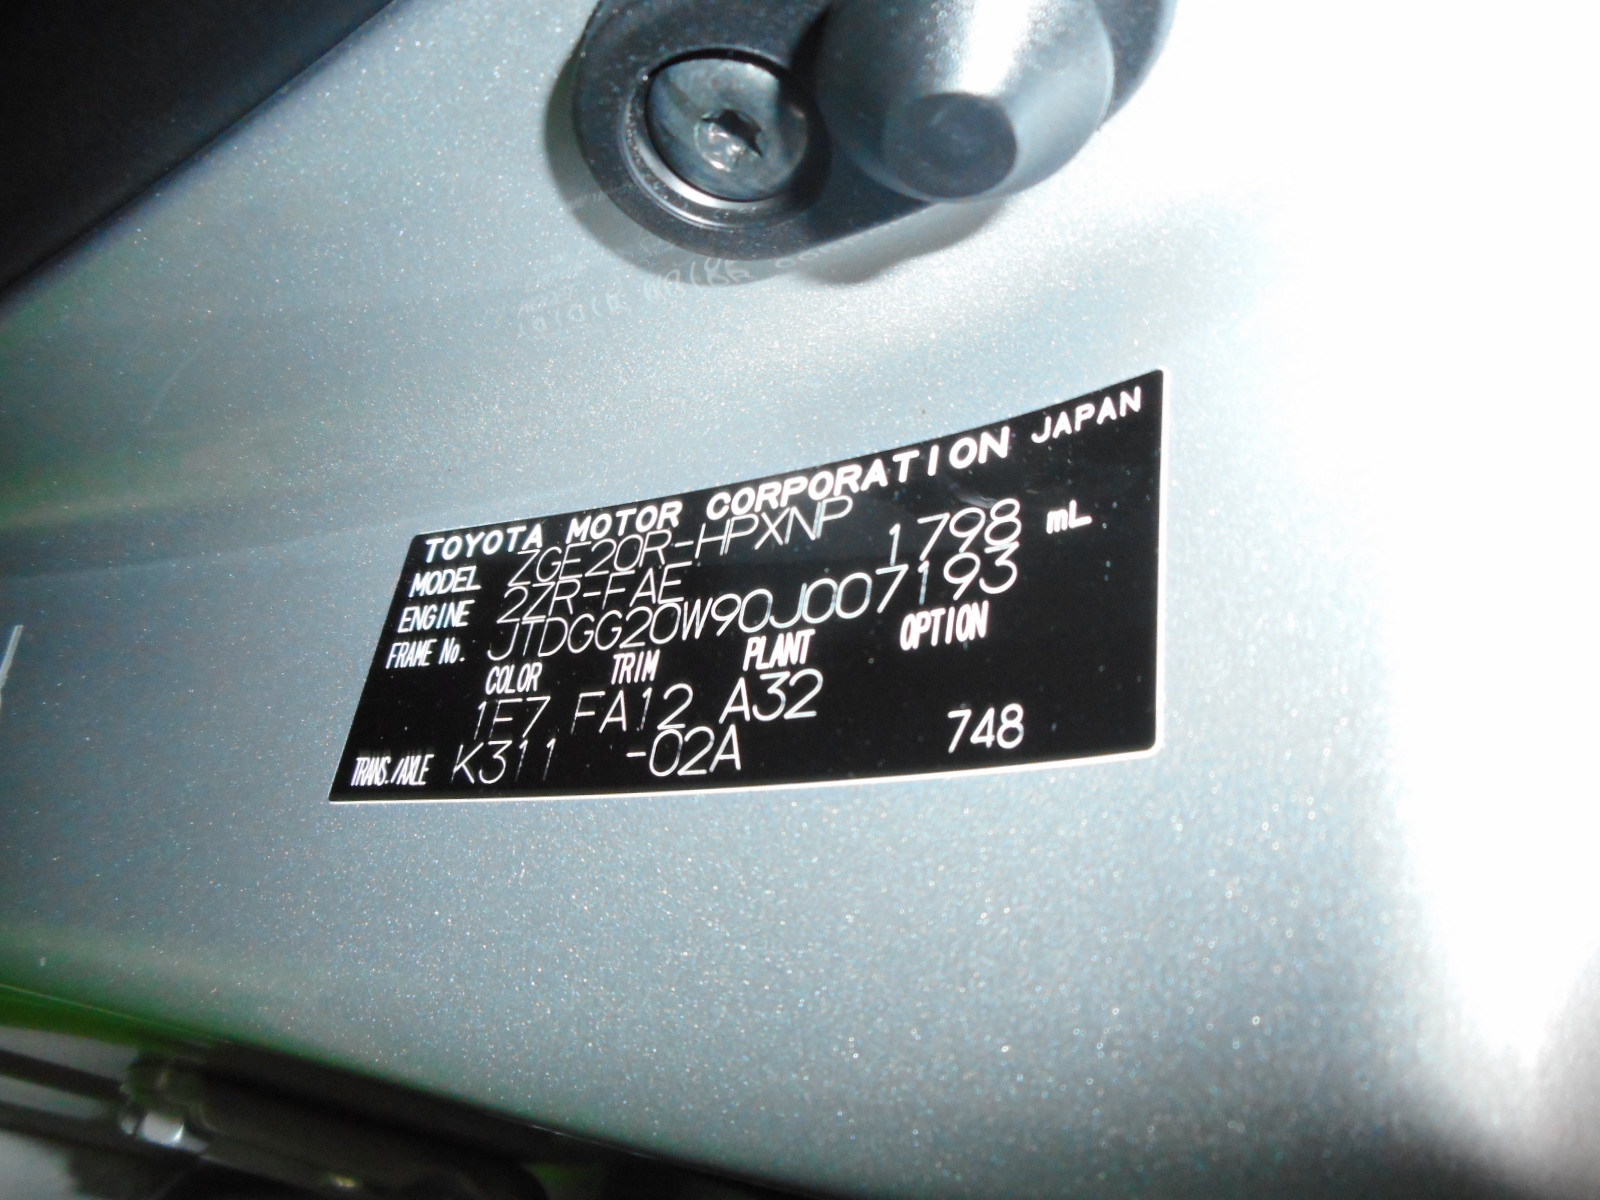 TOYOTA MOTOR CORPORATION JAPAN
MODEL ZGE20R-HPXNP
ENGINE 2ZR-FAE 1798 mL
FRAME No. JTDGG20W90J007193
COLOR TRIM PLANT OPTION
1E7 FA12 A32
TRANS./AXLE K311 -02A 748